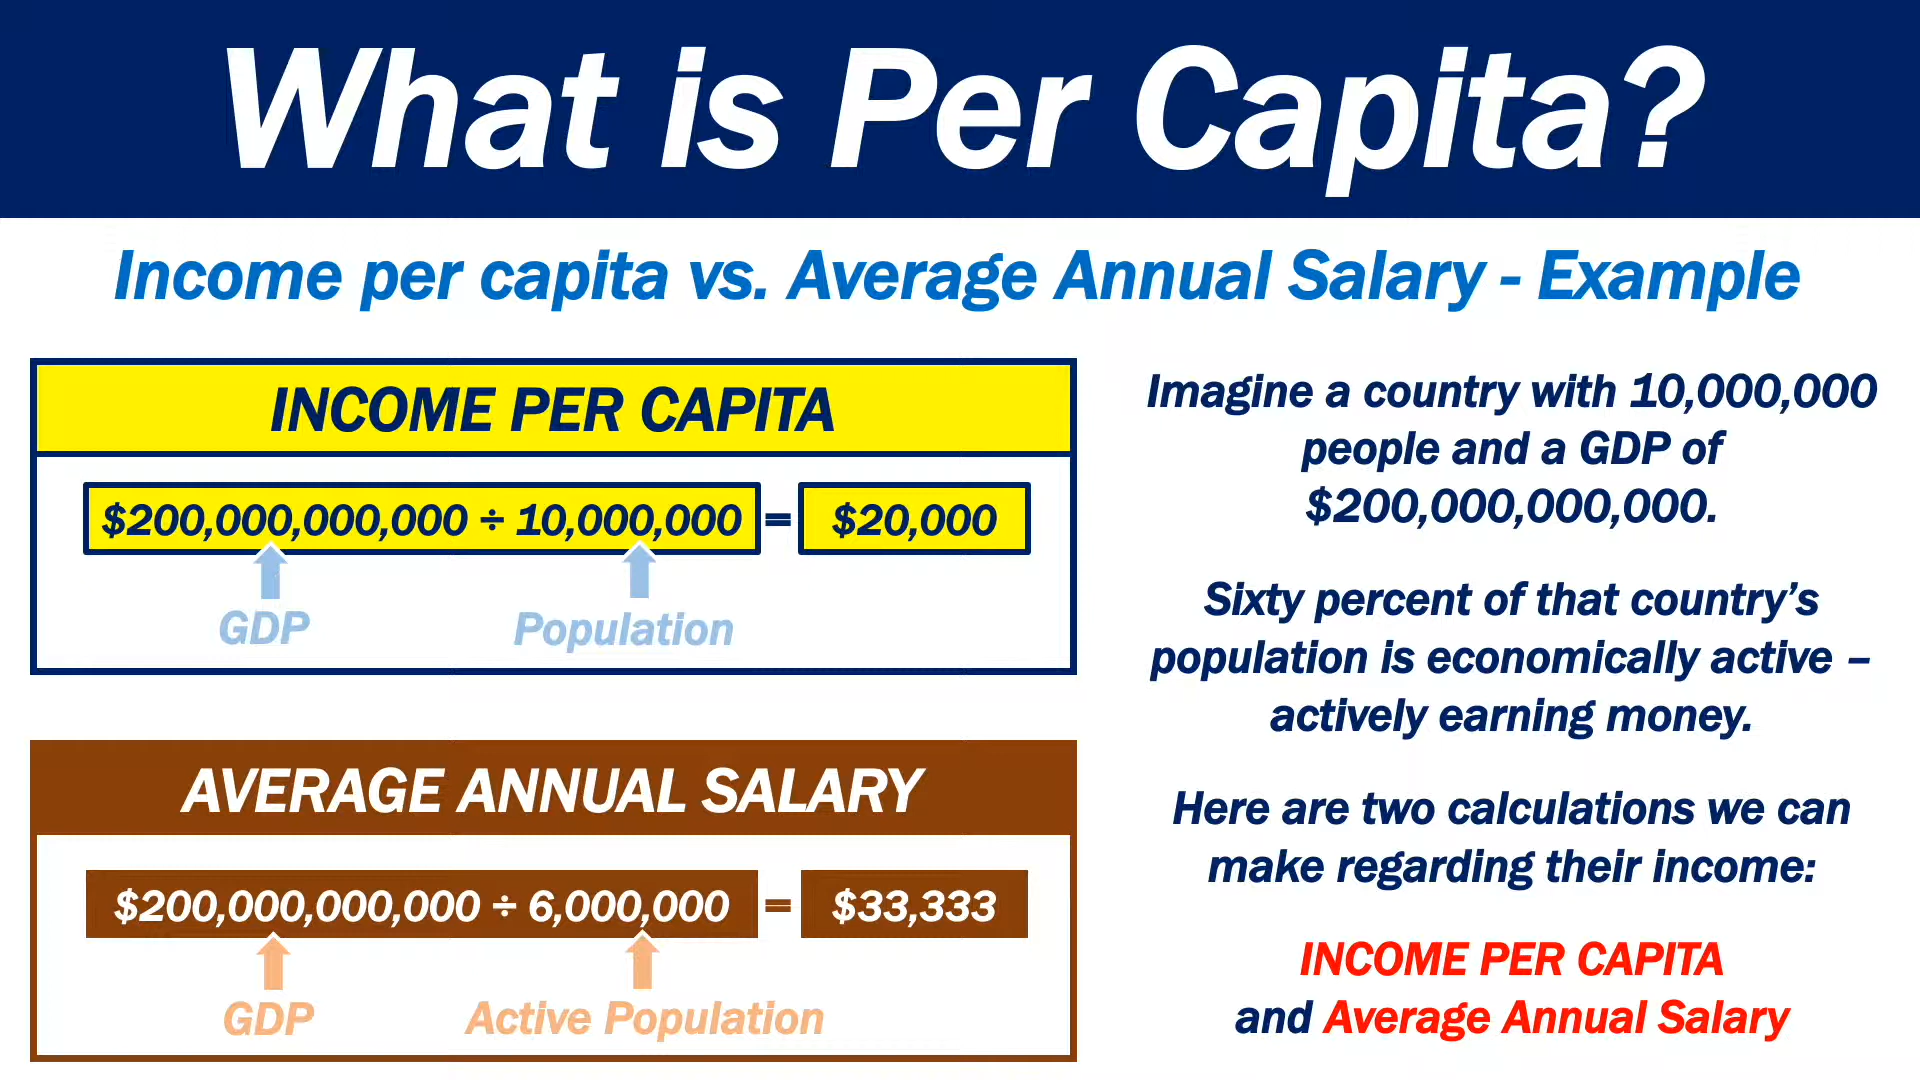 What is Per Capita?
Income per capita vs. Average Annual Salary - Example
INCOME PER CAPITA
$200,000,000,000 ÷ 10,000,000 = $20,000
GDP Population
AVERAGE ANNUAL SALARY
$200,000,000,000 ÷ 6,000,000 = $33,333
GDP Active Population
Imagine a country with 10,000,000
people and a GDP of
$200,000,000,000.
Sixty percent of that country’s
population is economically active –
actively earning money.
Here are two calculations we can
make regarding their income:
INCOME PER CAPITA
and Average Annual Salary